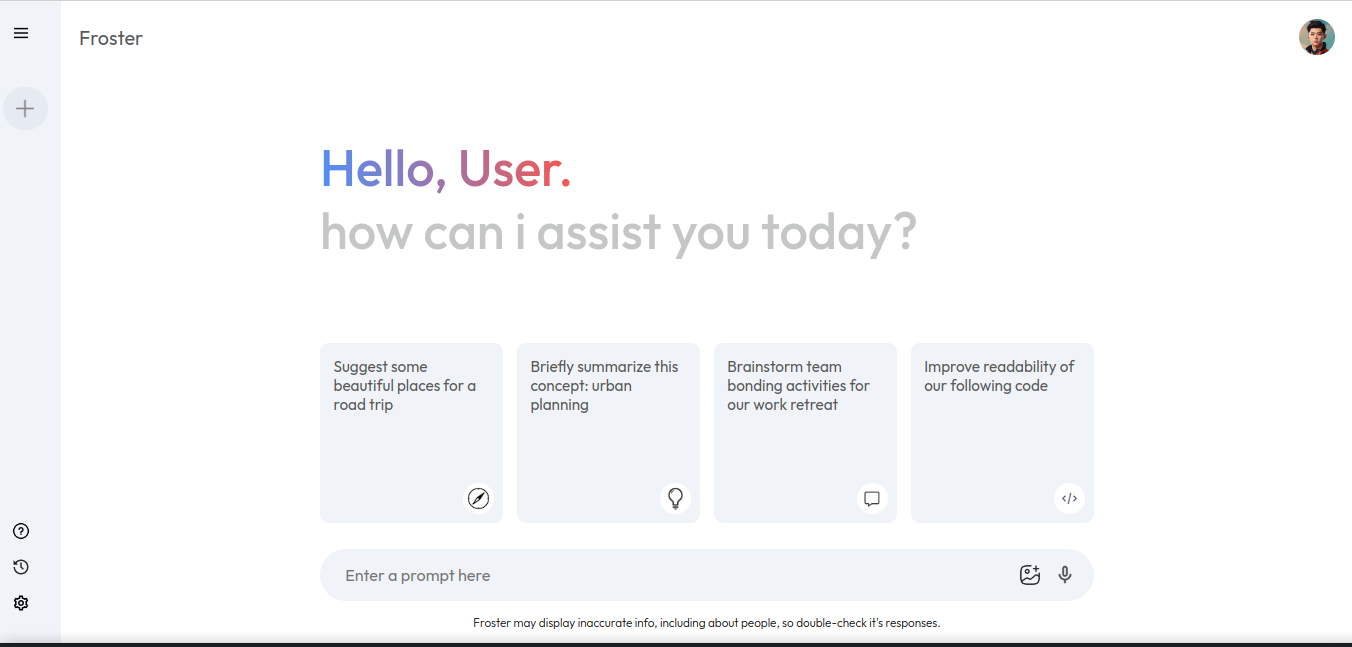 Froster
Hello, User.
how can i assist you today?
Suggest some
beautiful places for a
road trip
Briefly summarize this
concept: urban
planning
Brainstorm team
bonding activities for
our work retreat
Improve readability of
our following code
Enter a prompt here
Froster may display inaccurate info, including about people, so double-check it's responses.